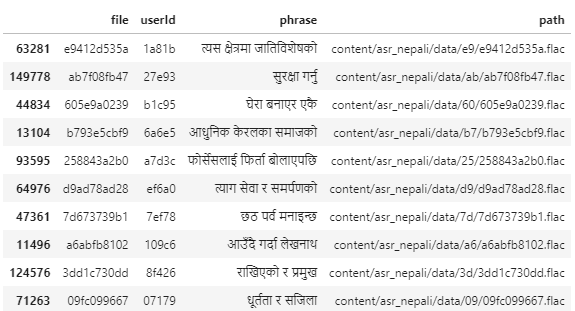 file userId phrase path
63281 e9412d535a 1a81b त्यस क्षेत्रमा जातिविशेषको content/asr_nepali/data/e9/e9412d535a.flac
149778 ab7f08fb47 27e93 सुरक्षा गर्नु content/asr_nepali/data/ab/ab7f08fb47.flac
44834 605e9a0239 b1c95 घेरा बनाएर एकै content/asr_nepali/data/60/605e9a0239.flac
13104 b793e5cbf9 6a6e5 आधुनिक केरलका समाजको content/asr_nepali/data/b7/b793e5cbf9.flac
93595 258843a2b0 a7d3c फोर्सेसलाई फिर्ता बोलाएपछि content/asr_nepali/data/25/258843a2b0.flac
64976 d9ad78ad28 ef6a0 त्याग सेवा र समर्पणको content/asr_nepali/data/d9/d9ad78ad28.flac
47361 7d673739b1 7ef78 छठ पर्व मनाइन्छ content/asr_nepali/data/7d/7d673739b1.flac
11496 a6abfb8102 109c6 आउँदै गर्दा लेखनाथ content/asr_nepali/data/a6/a6abfb8102.flac
124576 3dd1c730dd 8f426 राखिएको र प्रमुख content/asr_nepali/data/3d/3dd1c730dd.flac
71263 09fc099667 07179 धूर्तता र सजिला content/asr_nepali/data/09/09fc099667.flac